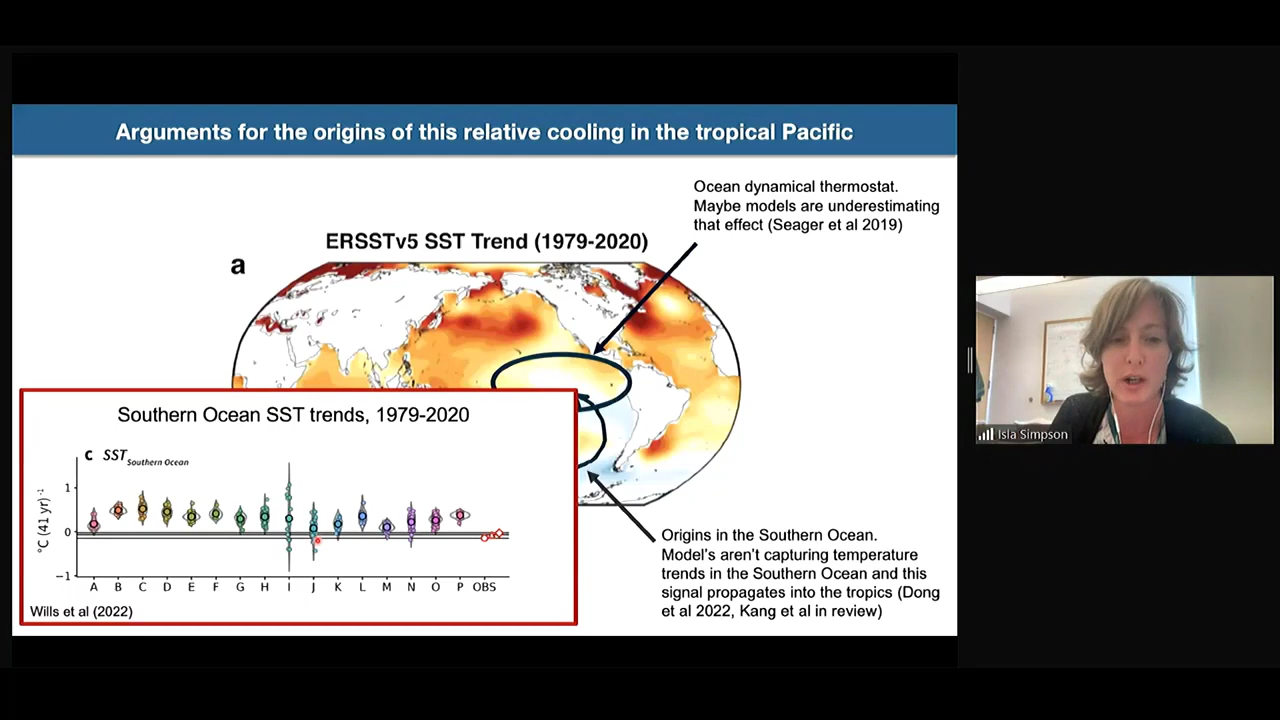 Arguments for the origins of this relative cooling in the tropical Pacific
Ocean dynamical thermostat.
Maybe models are underestimating
that effect (Seager et al 2019)
ERSSTv5 SST Trend (1979-2020)
a
Southern Ocean SST trends, 1979-2020
c SST Southern Ocean
°C (41 yr)⁻¹
1
0
−1
A B C D E F G H I J K L M N O P OBS
Wills et al (2022)
Origins in the Southern Ocean.
Model's aren't capturing temperature
trends in the Southern Ocean and this
signal propagates into the tropics (Dong
et al 2022, Kang et al in review)
Isla Simpson